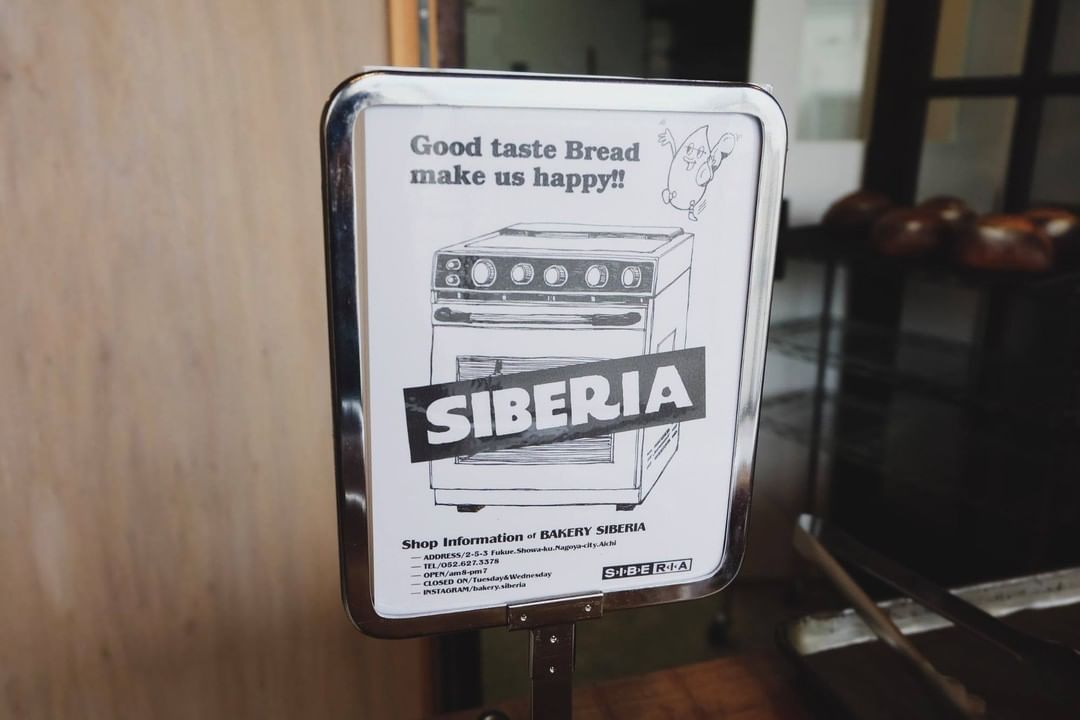 Good taste Bread
make us happy!!
SIBERIA
Shop Information of BAKERY SIBERIA
— ADDRESS/2-5-3 Fukue.Showa-ku.Nagoya-city.Aichi
— TEL/052.627.3378
— OPEN/am8-pm7
— CLOSED ON/Tuesday&Wednesday
— INSTAGRAM/bakery.siberia
S·I·B·E·R·I·A